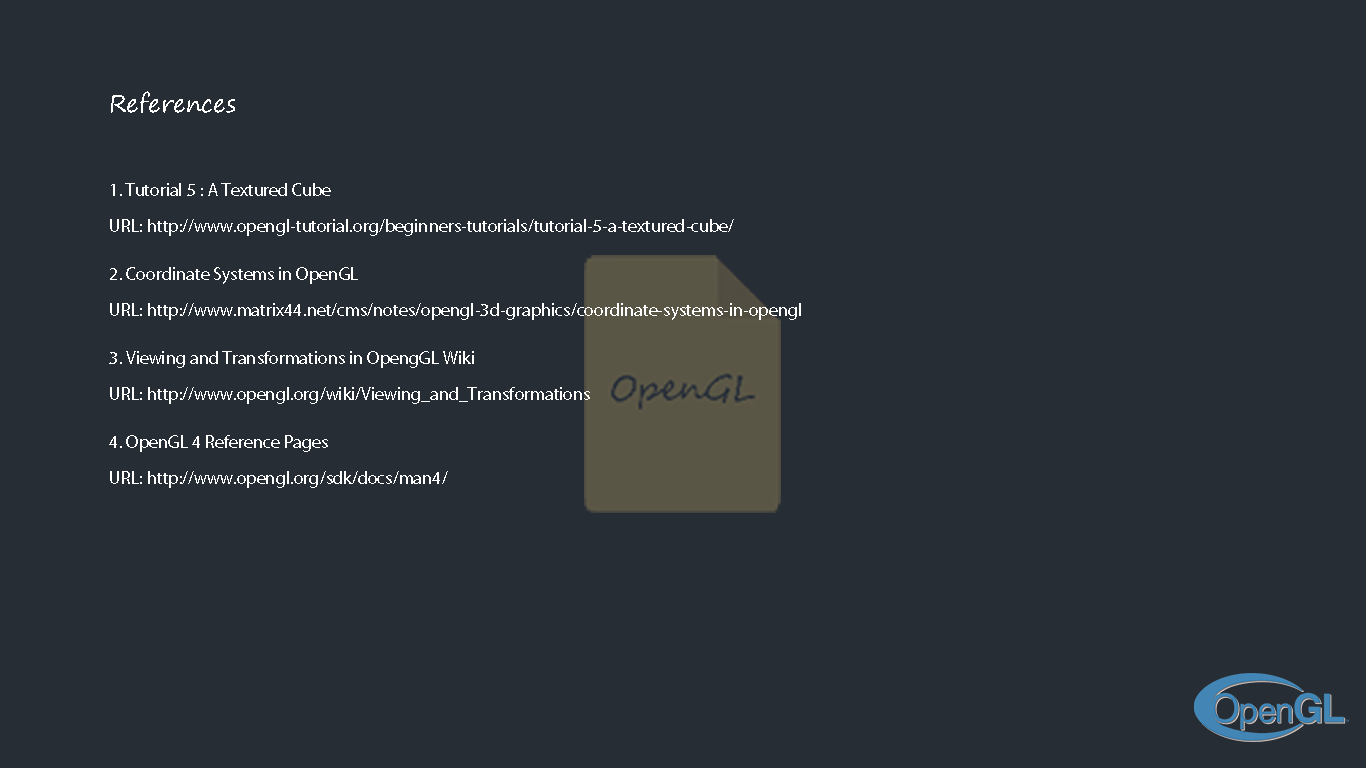 References
1. Tutorial 5 : A Textured Cube
URL: http://www.opengl-tutorial.org/beginners-tutorials/tutorial-5-a-textured-cube/
2. Coordinate Systems in OpenGL
URL: http://www.matrix44.net/cms/notes/opengl-3d-graphics/coordinate-systems-in-opengl
3. Viewing and Transformations in OpengGL Wiki
URL: http://www.opengl.org/wiki/Viewing_and_Transformations
OpenGL
4. OpenGL 4 Reference Pages
URL: http://www.opengl.org/sdk/docs/man4/
OpenGL